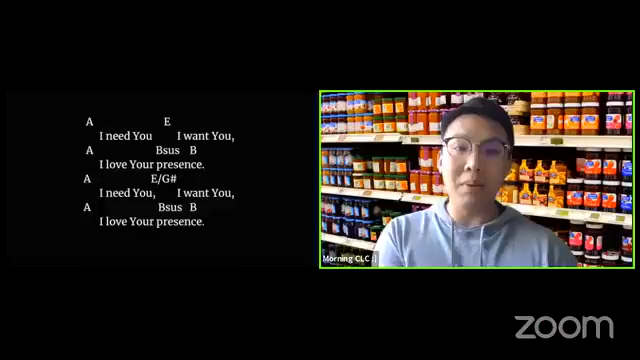 A E
I need You I want You,
A Bsus B
I love Your presence.
A E/G#
I need You, I want You,
A Bsus B
I love Your presence.
Morning CLC :]
zoom